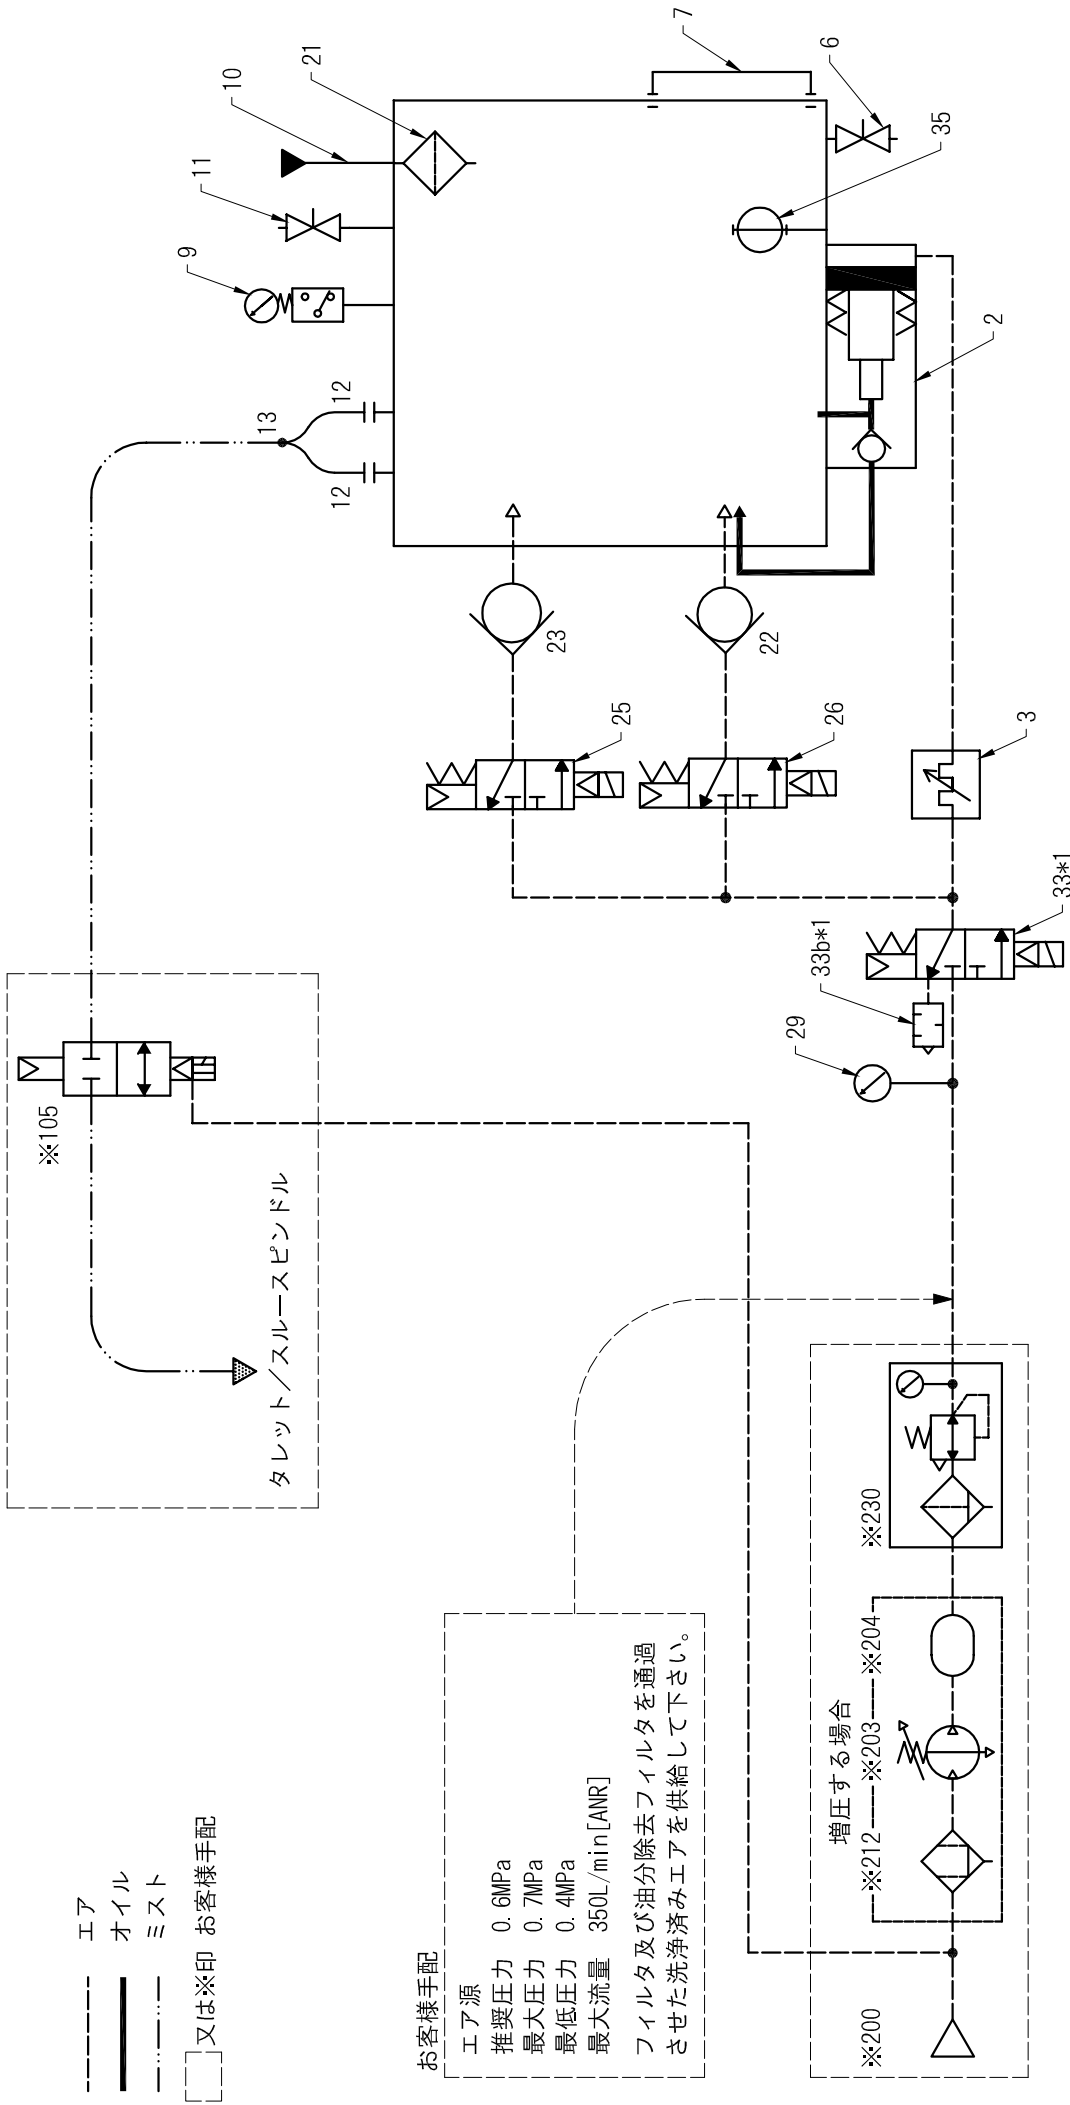 エア
オイル
ミスト
又は※印 お客様手配
お客様手配
エア源
推奨圧力 0.6MPa
最大圧力 0.7MPa
最低圧力 0.4MPa
最大流量 350L/min[ANR]
フィルタ及び油分除去フィルタを通過
させた洗浄済みエアを供給して下さい。
※105
タレット/スルースピンドル
13
12
12
9
11
10
21
7
6
35
2
23
22
25
26
3
33*1
33b*1
29
増圧する場合
※200
※212
※203
※204
※230